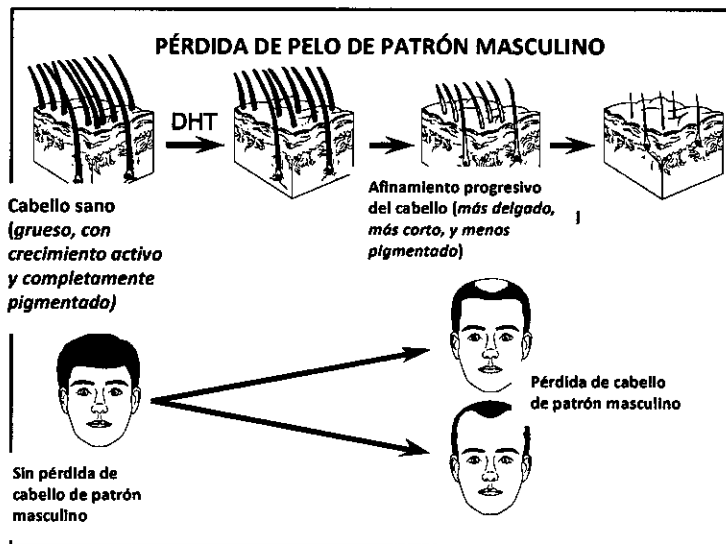 PÉRDIDA DE PELO DE PATRÓN MASCULINO
DHT
Cabello sano
(grueso, con
crecimiento activo
y completamente
pigmentado)
Afinamiento progresivo
del cabello (más delgado,
más corto, y menos
pigmentado)
Pérdida de cabello
de patrón masculino
Sin pérdida de
cabello de patrón
masculino